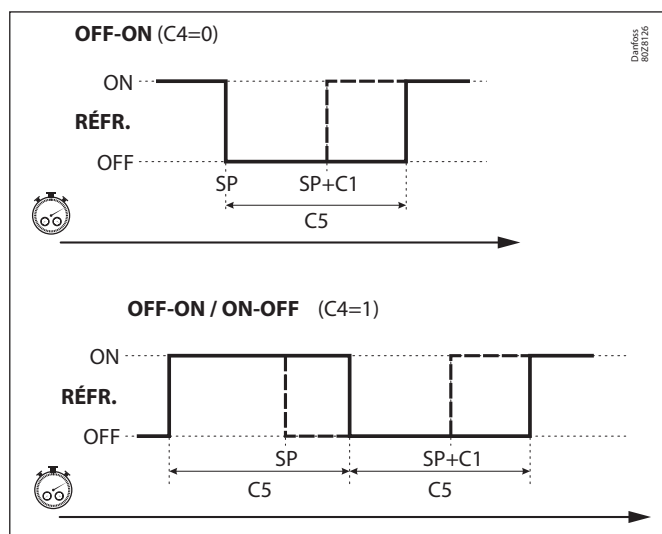 OFF-ON (C4=0)
Danfoss
80Z8126
ON
RÉFR.
OFF
SP SP+C1
C5
OFF-ON / ON-OFF (C4=1)
ON
RÉFR.
OFF
SP SP+C1
C5 C5